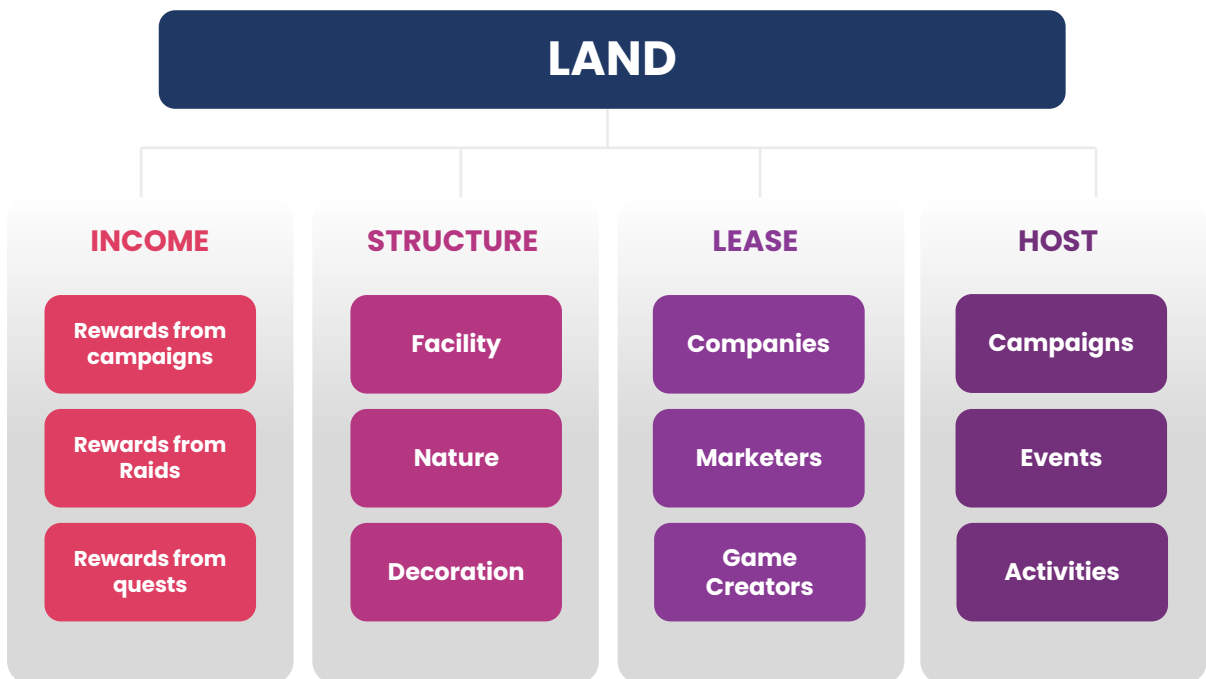 LAND
INCOME
Rewards from
campaigns
Rewards from
Raids
Rewards from
quests
STRUCTURE
Facility
Nature
Decoration
LEASE
Companies
Marketers
Game
Creators
HOST
Campaigns
Events
Activities